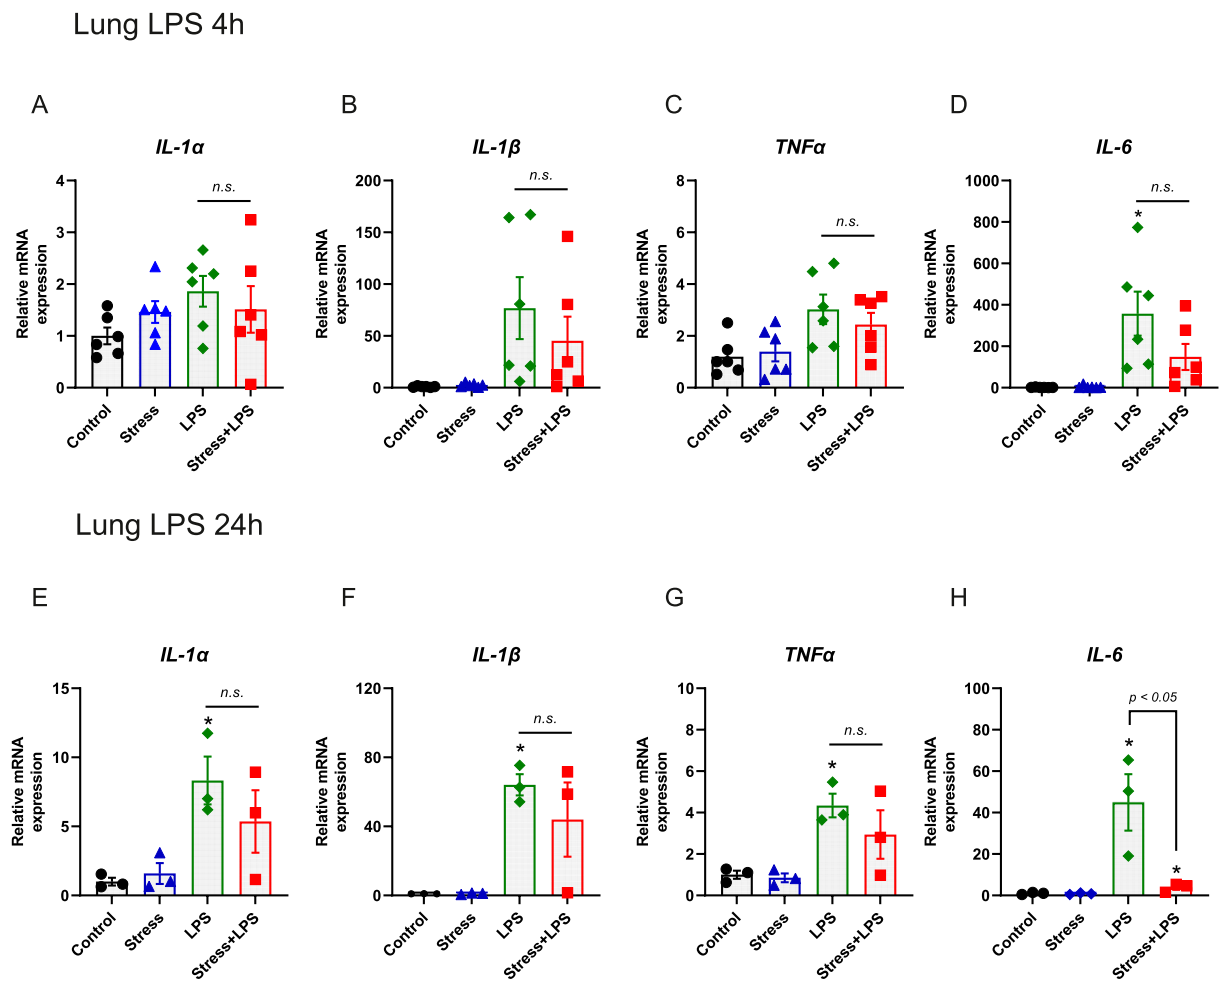 Lung LPS 4h
A
B
C
D
IL-1α
IL-1β
TNFα
IL-6
Relative mRNA
expression
4
3
2
1
0
n.s.
Control
Stress
LPS
Stress+LPS
Relative mRNA
expression
200
150
100
50
0
n.s.
Control
Stress
LPS
Stress+LPS
Relative mRNA
expression
8
6
4
2
0
n.s.
Control
Stress
LPS
Stress+LPS
Relative mRNA
expression
1000
800
600
400
200
0
n.s.
*
Control
Stress
LPS
Stress+LPS
Lung LPS 24h
E
F
G
H
IL-1α
IL-1β
TNFα
IL-6
Relative mRNA
expression
15
10
5
0
n.s.
*
Control
Stress
LPS
Stress+LPS
Relative mRNA
expression
120
80
40
0
n.s.
*
Control
Stress
LPS
Stress+LPS
Relative mRNA
expression
10
8
6
4
2
0
n.s.
*
Control
Stress
LPS
Stress+LPS
Relative mRNA
expression
100
80
60
40
20
0
p < 0.05
*
*
Control
Stress
LPS
Stress+LPS